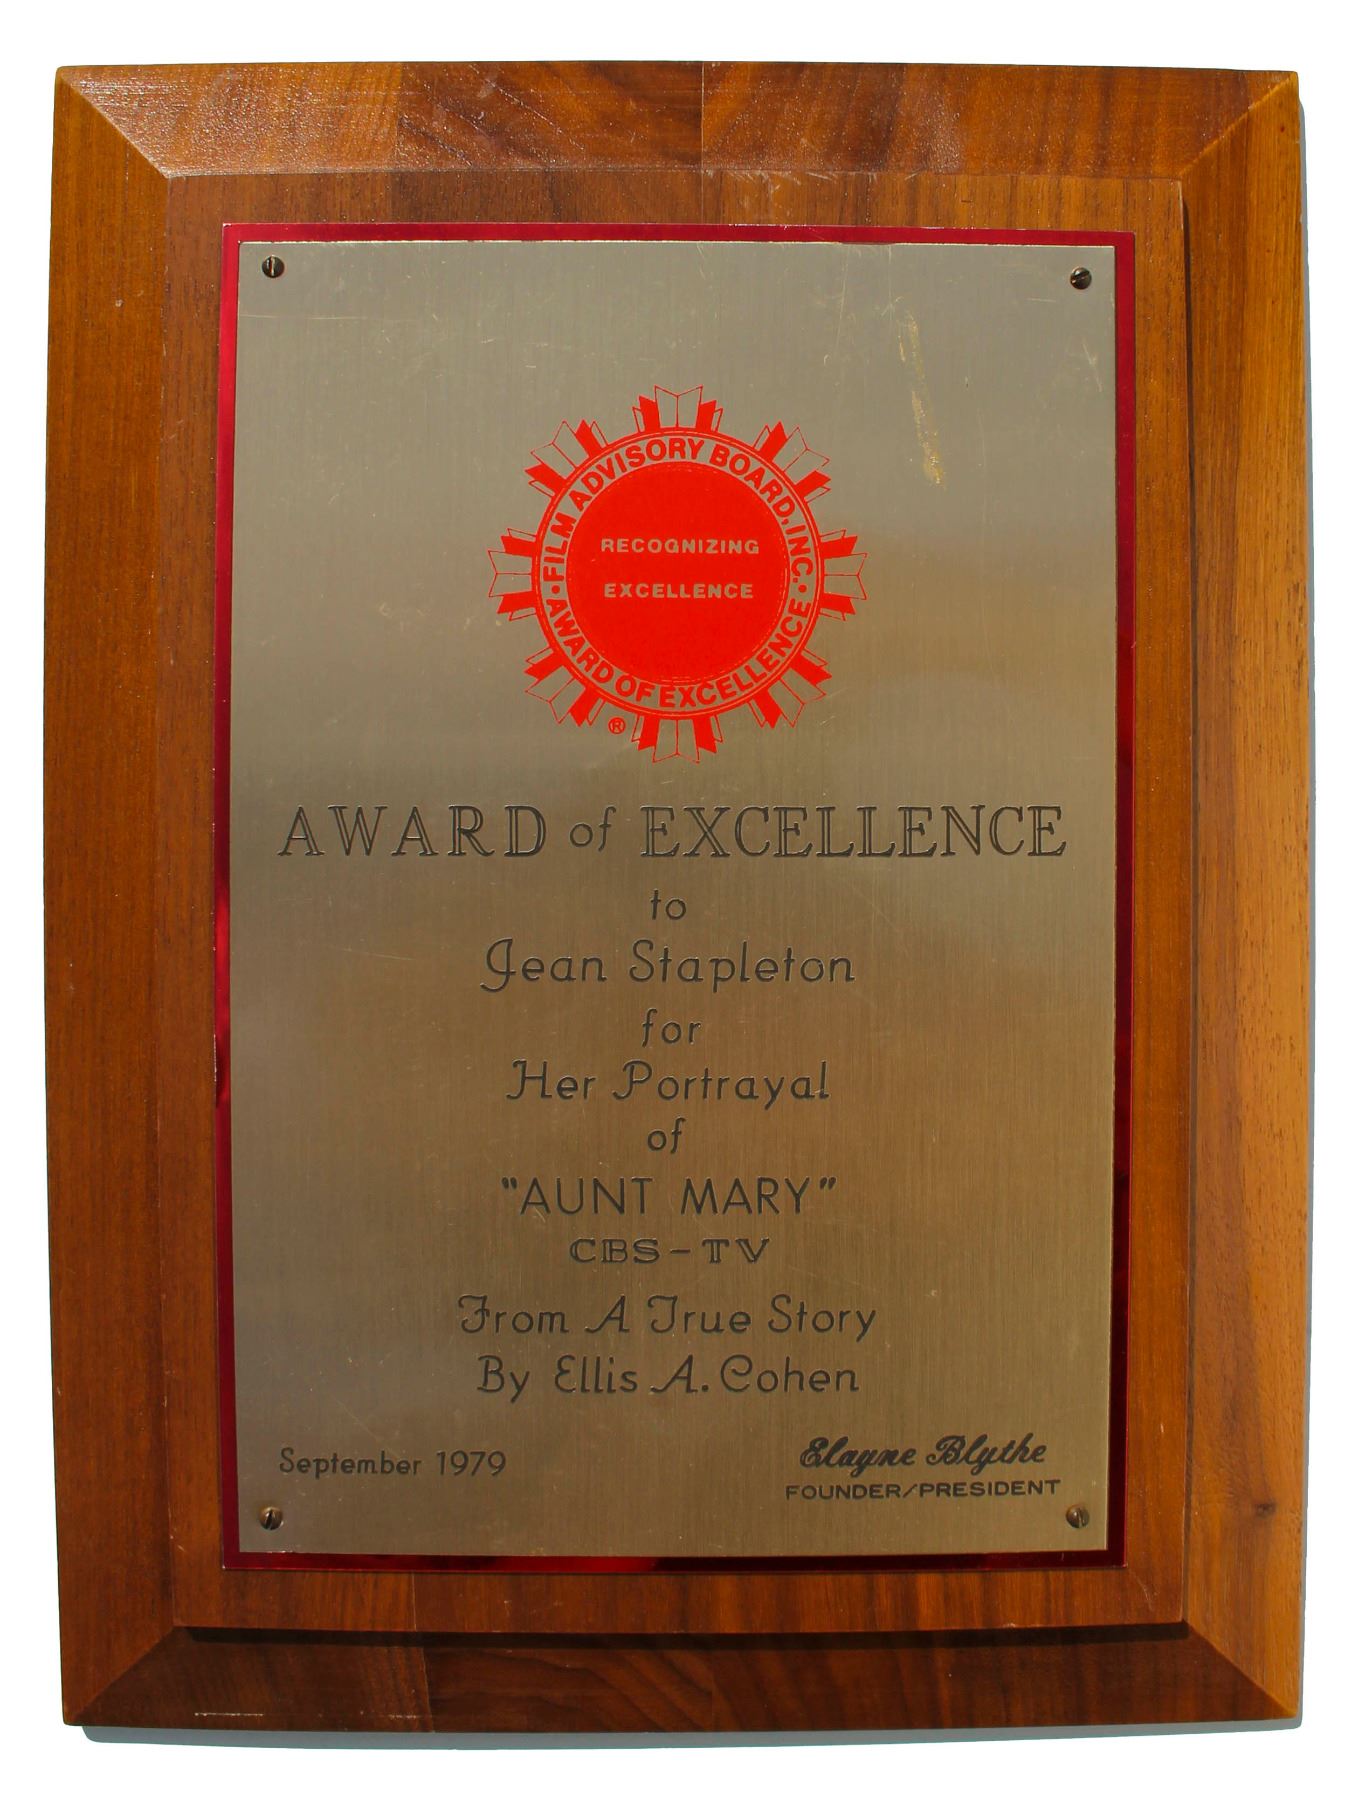 FILM ADVISORY BOARD, INC.
RECOGNIZING
EXCELLENCE
AWARD OF EXCELLENCE
®
AWARD of EXCELLENCE
to
Jean Stapleton
for
Her Portrayal
of
"AUNT MARY"
CBS-TV
From A True Story
By Ellis A. Cohen
September 1979
Elayne Blythe
FOUNDER/PRESIDENT